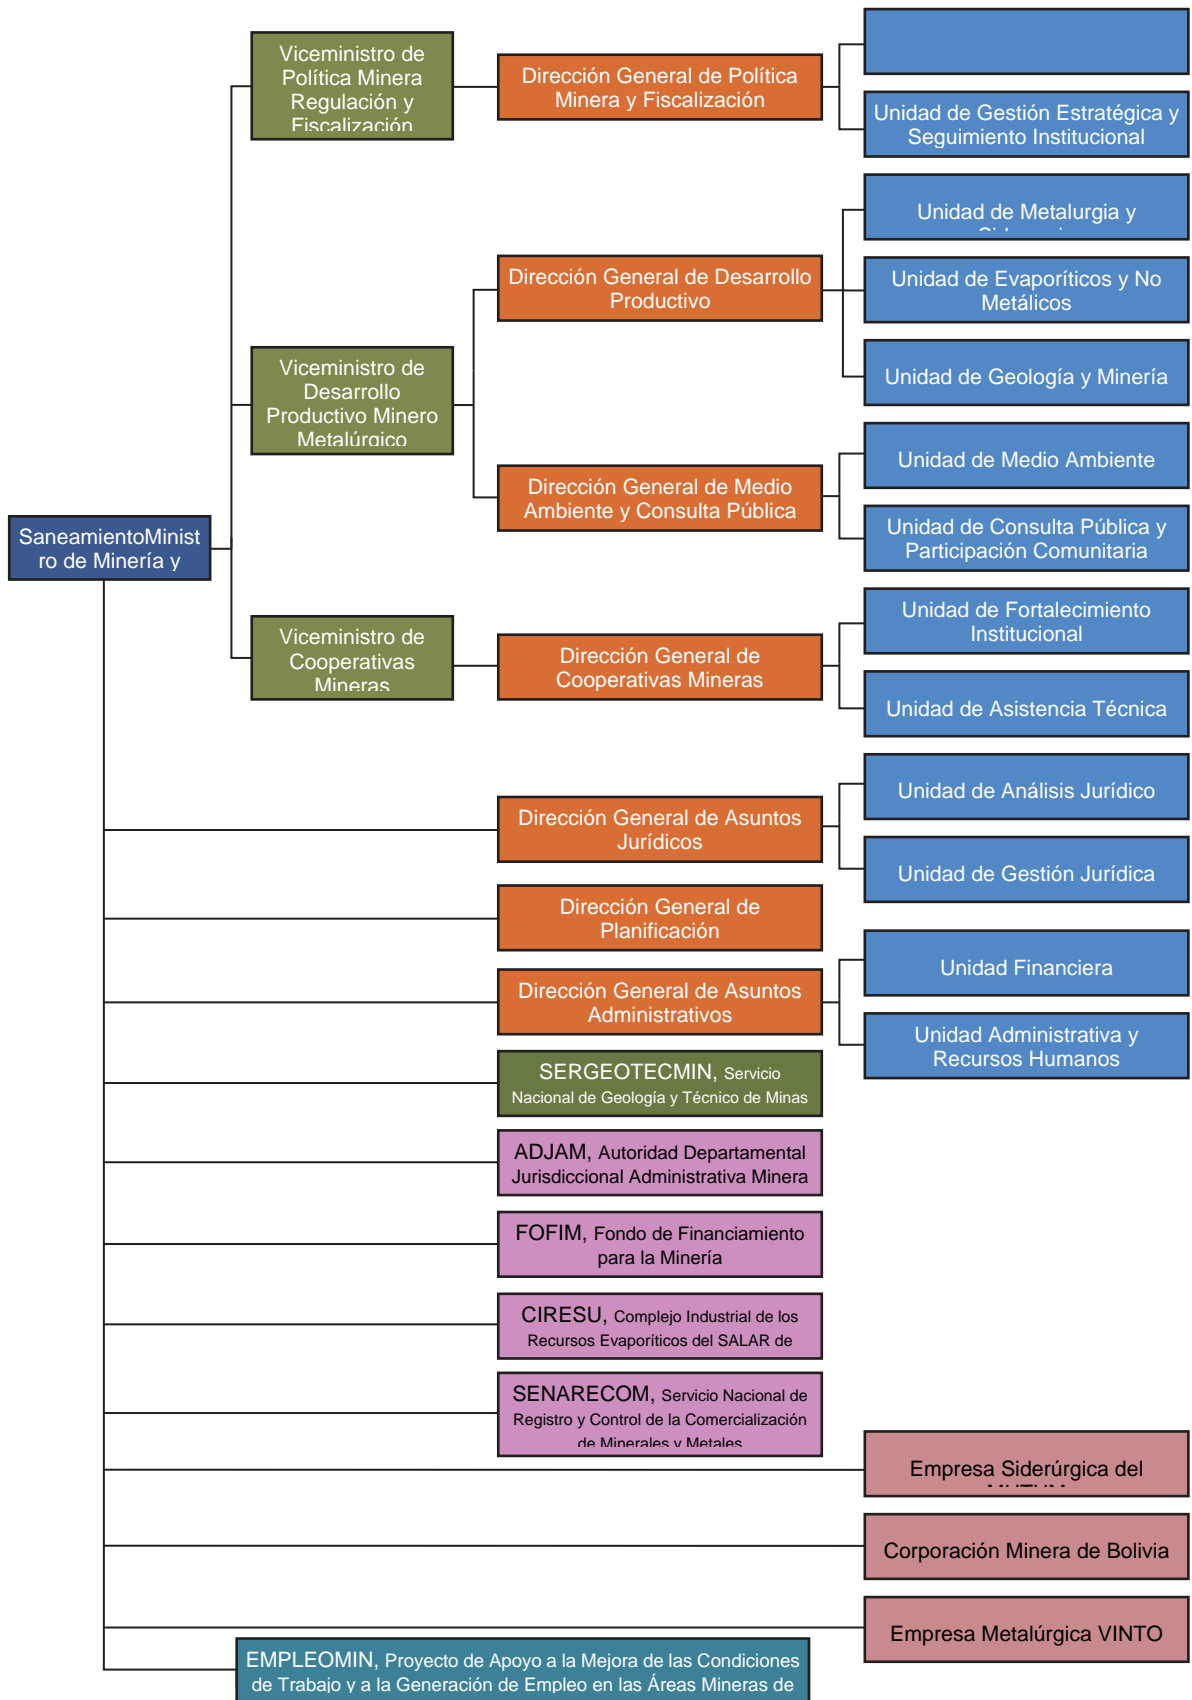 Viceministro de
Política Minera
Regulación y
Fiscalización
Dirección General de Política
Minera y Fiscalización
Unidad de Gestión Estratégica y
Seguimiento Institucional
Unidad de Metalurgia y
Dirección General de Desarrollo
Productivo
Unidad de Evaporíticos y No
Metálicos
Unidad de Geología y Minería
Viceministro de
Desarrollo
Productivo Minero
Metalúrgico
Dirección General de Medio
Ambiente y Consulta Pública
Unidad de Medio Ambiente
Unidad de Consulta Pública y
Participación Comunitaria
SaneamientoMinist
ro de Minería y
Viceministro de
Cooperativas
Mineras
Dirección General de
Cooperativas Mineras
Unidad de Fortalecimiento
Institucional
Unidad de Asistencia Técnica
Dirección General de Asuntos
Jurídicos
Unidad de Análisis Jurídico
Unidad de Gestión Jurídica
Dirección General de
Planificación
Dirección General de Asuntos
Administrativos
Unidad Financiera
Unidad Administrativa y
Recursos Humanos
SERGEOTECMIN, Servicio
Nacional de Geología y Técnico de Minas
ADJAM, Autoridad Departamental
Jurisdiccional Administrativa Minera
FOFIM, Fondo de Financiamiento
para la Minería
CIRESU, Complejo Industrial de los
Recursos Evaporíticos del SALAR de
SENARECOM, Servicio Nacional de
Registro y Control de la Comercialización
de Minerales y Metales
Empresa Siderúrgica del
Corporación Minera de Bolivia
Empresa Metalúrgica VINTO
EMPLEOMIN, Proyecto de Apoyo a la Mejora de las Condiciones
de Trabajo y a la Generación de Empleo en las Áreas Mineras de